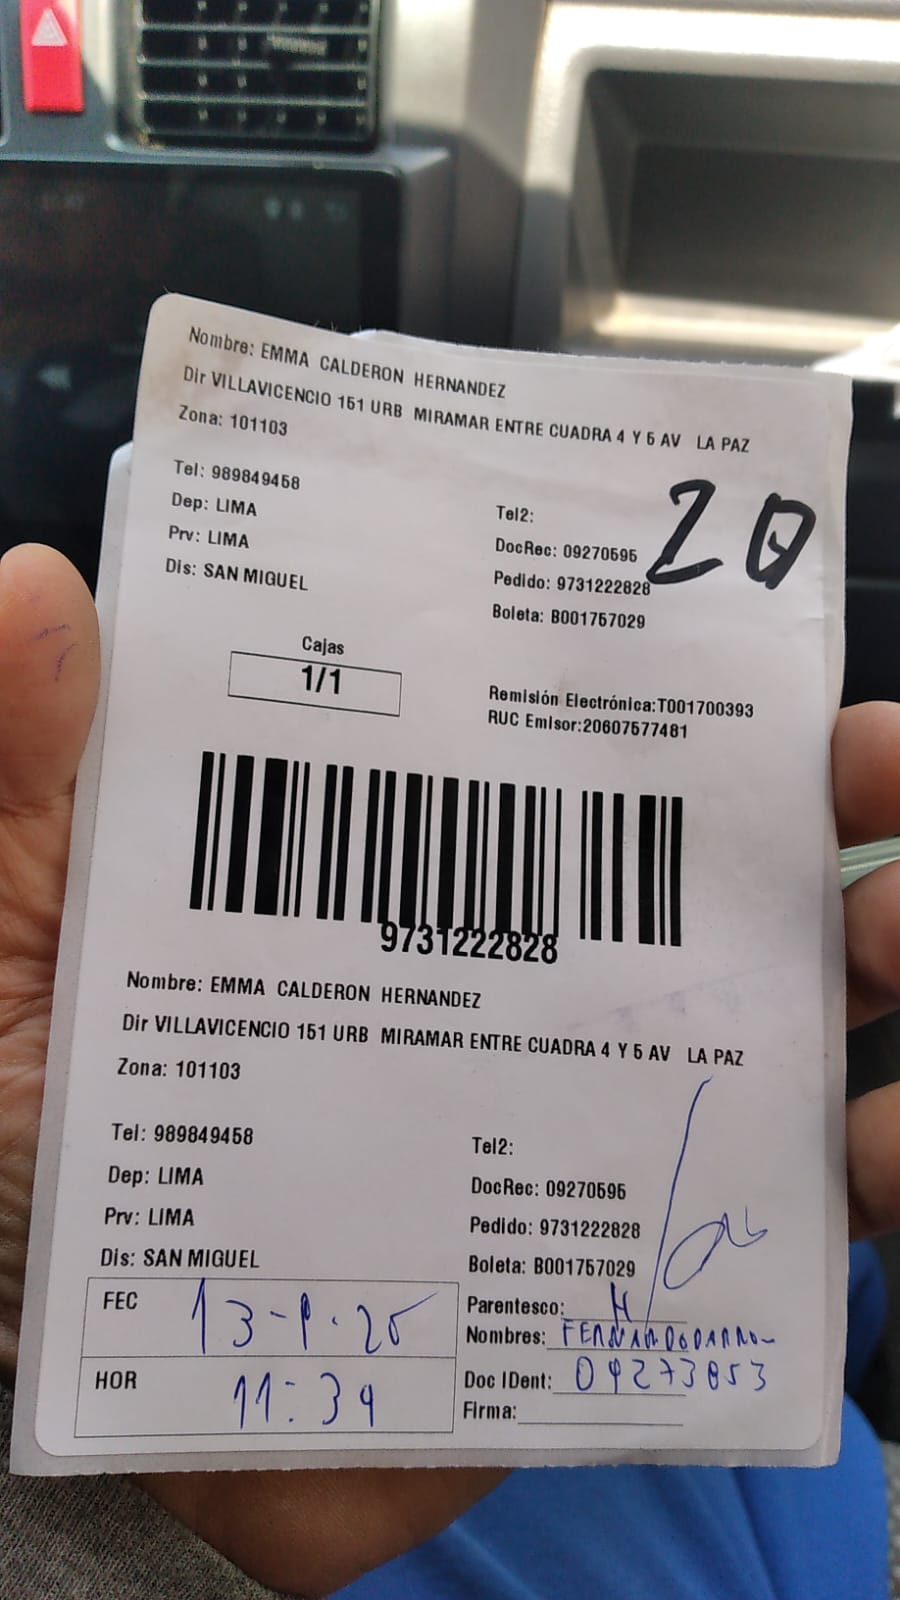 Nombre: EMMA CALDERON HERNANDEZ
Dir VILLAVICENCIO 151 URB MIRAMAR ENTRE CUADRA 4 Y 5 AV LA PAZ
Zona: 101103
Tel: 989849458
Dep: LIMA
Prv: LIMA
Dis: SAN MIGUEL
20
Tel2:
DocRec: 09270595
Pedido: 9731222828
Boleta: B001757029
Cajas
1/1
Remisión Electrónica:T001700393
RUC Emisor:20607577481
9731222828
Nombre: EMMA CALDERON HERNANDEZ
Dir VILLAVICENCIO 151 URB MIRAMAR ENTRE CUADRA 4 Y 5 AV LA PAZ
Zona: 101103
Tel: 989849458
Dep: LIMA
Prv: LIMA
Dis: SAN MIGUEL
Tel2:
DocRec: 09270595
Pedido: 9731222828
Boleta: B001757029
FEC 13-1-25
HOR 11:34
Parentesco: H
Nombres: FERNANDO
Doc IDent:
Firma: